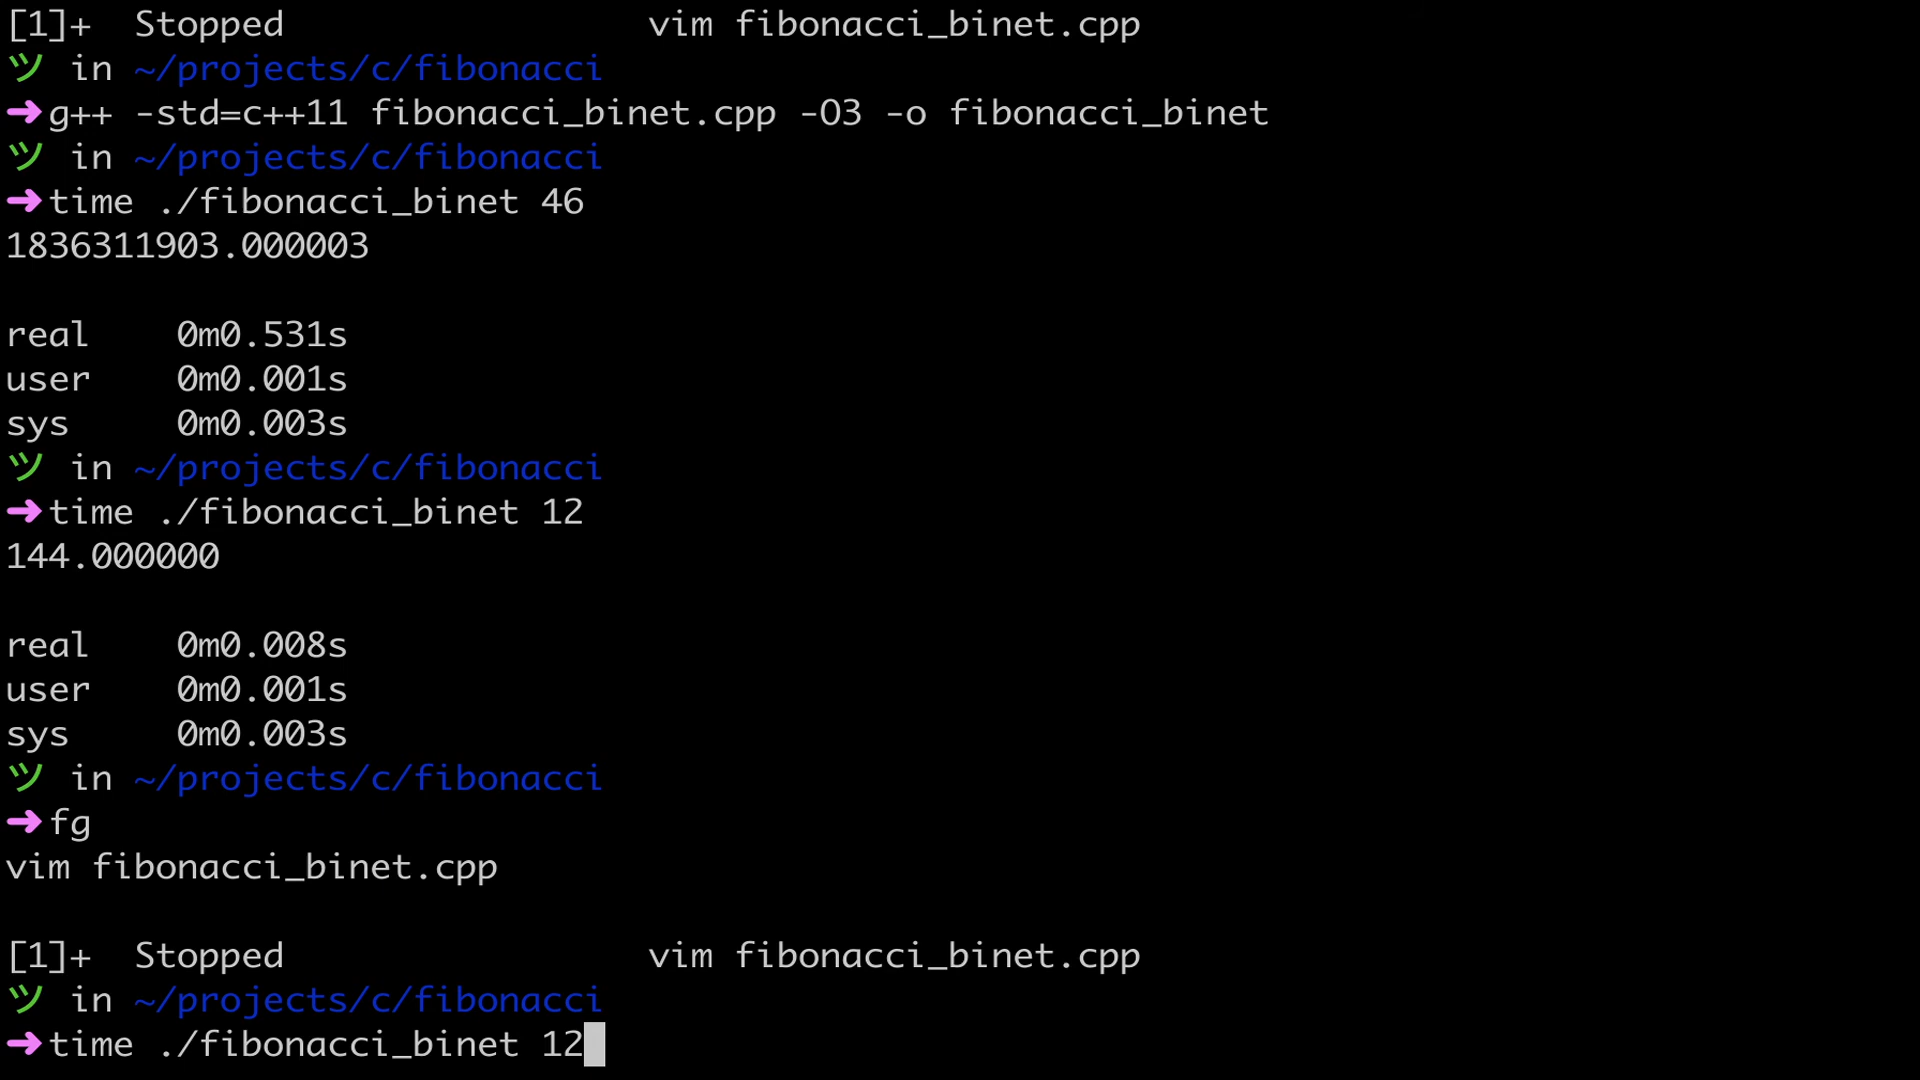 [1]+  Stopped                 vim fibonacci_binet.cpp
ツ in ~/projects/c/fibonacci
➜g++ -std=c++11 fibonacci_binet.cpp -O3 -o fibonacci_binet
ツ in ~/projects/c/fibonacci
➜time ./fibonacci_binet 46
1836311903.000003
real    0m0.531s
user    0m0.001s
sys     0m0.003s
ツ in ~/projects/c/fibonacci
➜time ./fibonacci_binet 12
144.000000
real    0m0.008s
user    0m0.001s
sys     0m0.003s
ツ in ~/projects/c/fibonacci
➜fg
vim fibonacci_binet.cpp
[1]+  Stopped                 vim fibonacci_binet.cpp
ツ in ~/projects/c/fibonacci
➜time ./fibonacci_binet 12